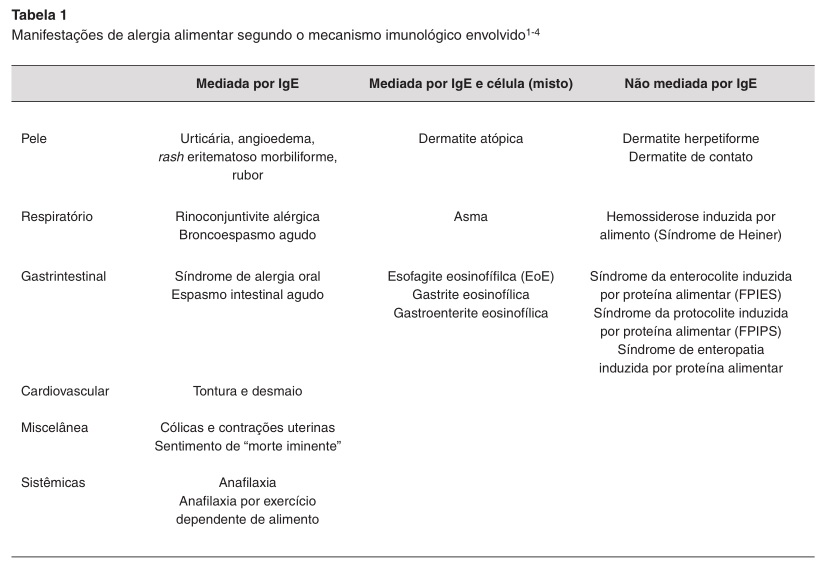 Tabela 1
Manifestações de alergia alimentar segundo o mecanismo imunológico envolvido1-4
Mediada por IgE Mediada por IgE e célula (misto) Não mediada por IgE
Pele Urticária, angioedema, Dermatite atópica Dermatite herpetiforme
rash eritematoso morbiliforme, Dermatite de contato
rubor
Respiratório Rinoconjuntivite alérgica Asma Hemossiderose induzida por
Broncoespasmo agudo alimento (Síndrome de Heiner)
Gastrintestinal Síndrome de alergia oral Esofagite eosinofífilca (EoE) Síndrome da enterocolite induzida
Espasmo intestinal agudo Gastrite eosinofílica por proteína alimentar (FPIES)
Gastroenterite eosinofílica Síndrome da protocolite induzida
por proteína alimentar (FPIPS)
Síndrome de enteropatia
induzida por proteína alimentar
Cardiovascular Tontura e desmaio
Miscelânea Cólicas e contrações uterinas
Sentimento de “morte iminente”
Sistêmicas Anafilaxia
Anafilaxia por exercício
dependente de alimento